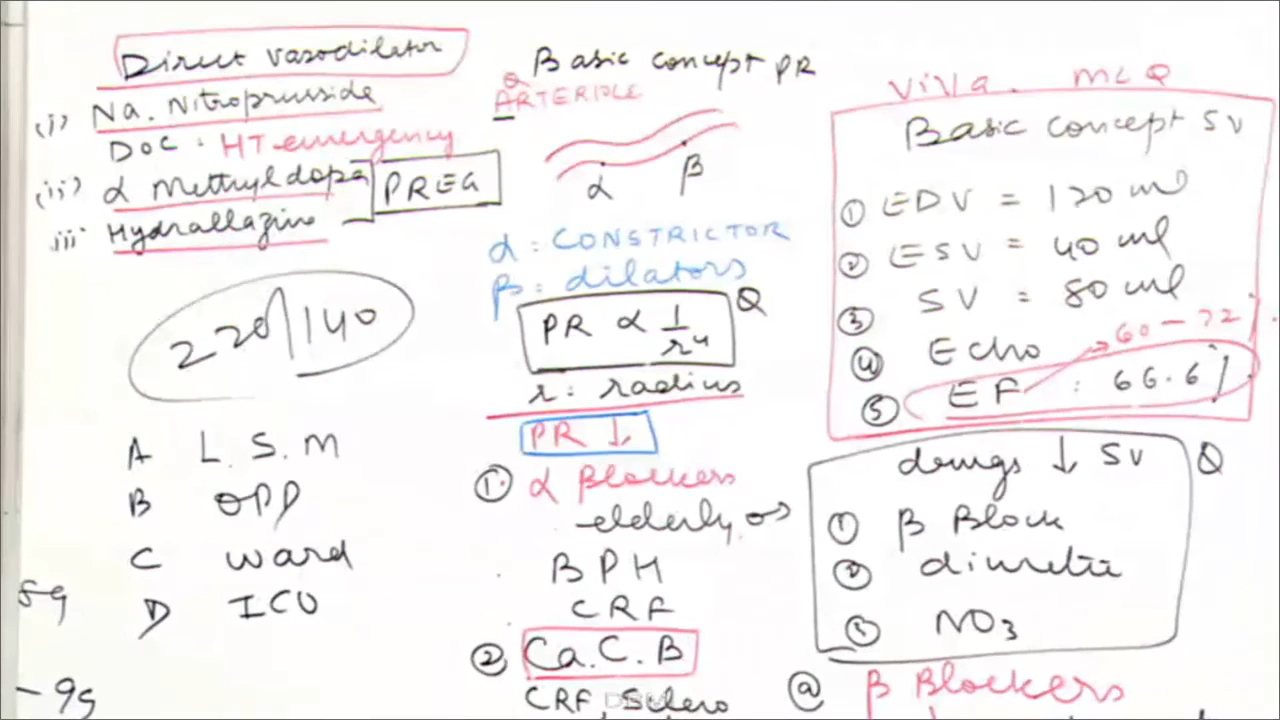 Direct vasodilator
(i) Na. Nitroprusside
DOC . HT-emergency
(ii) α Methyldopa
PREG
iii Hydrallazine
220/140
A L.S.M
B OPD
C ward
D ICU
59
-99
Q Basic concept PR
ARTERIOLE
α β
α : CONSTRICTOR
β : dilators
PR α 1/r⁴ Q
r : radius
PR ↓
① α Blockers
elderly ♂
BPH
CRF
② Ca.C.B
CRF, Sclero
ViVa. MCQ
Basic concept SV
① EDV = 120 ml
② ESV = 40 ml
③ SV = 80 ml
④ Echo → 60-72%.
⑤ EF : 66.6%
drugs ↓ SV Q
① β Block
② diuretic
③ NO3
@ β Blockers